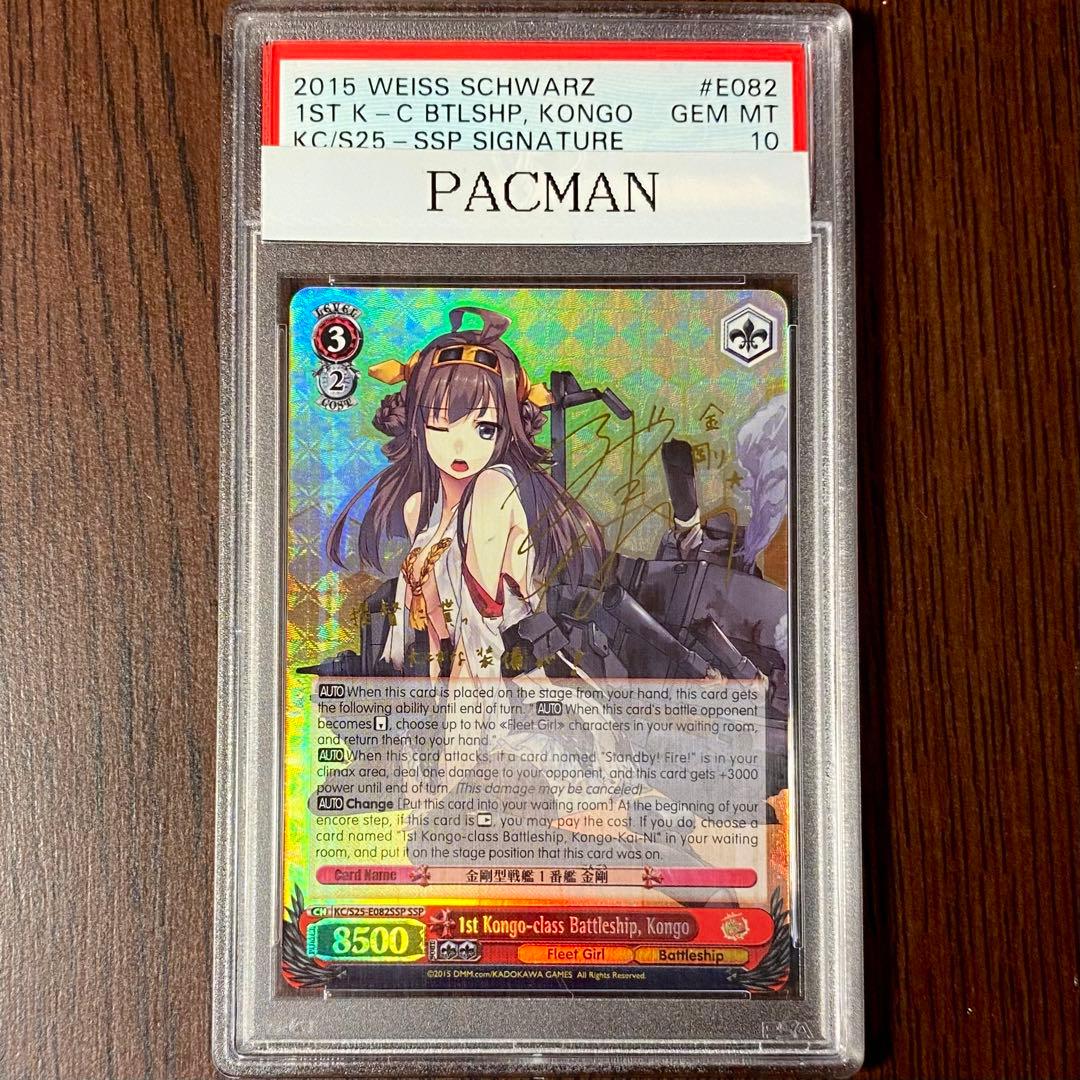 2015 WEISS SCHWARZ #E082
1ST K-C BTLSHP, KONGO GEM MT
KC/S25-SSP SIGNATURE 10
PACMAN
LEVEL
3
2
COST
金
剛
AUTO When this card is placed on the stage from your hand, this card gets
the following ability until end of turn. "AUTO When this card's battle opponent
becomes, choose up to two «Fleet Girl» characters in your waiting room,
and return them to your hand."
AUTO When this card attacks, if a card named "Standby! Fire!" is in your
climax area, deal one damage to your opponent, and this card gets +3000
power until end of turn. (This damage may be canceled)
AUTO Change [Put this card into your waiting room] At the beginning of your
encore step, if this card is, you may pay the cost. If you do, choose a
card named "1st Kongo-class Battleship, Kongo-Kai-Ni" in your waiting
room, and put it on the stage position that this card was on.
Card Name 金剛型戦艦1番艦 金剛
CH KC/S25-E082SSP SSP
1st Kongo-class Battleship, Kongo
POWER 8500
Fleet Girl Battleship
©2015 DMM.com/KADOKAWA GAMES All Rights Reserved.
PSA